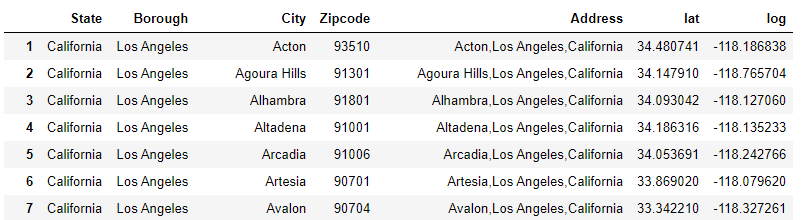 State Borough City Zipcode Address lat log
1 California Los Angeles Acton 93510 Acton,Los Angeles,California 34.480741 -118.186838
2 California Los Angeles Agoura Hills 91301 Agoura Hills,Los Angeles,California 34.147910 -118.765704
3 California Los Angeles Alhambra 91801 Alhambra,Los Angeles,California 34.093042 -118.127060
4 California Los Angeles Altadena 91001 Altadena,Los Angeles,California 34.186316 -118.135233
5 California Los Angeles Arcadia 91006 Arcadia,Los Angeles,California 34.053691 -118.242766
6 California Los Angeles Artesia 90701 Artesia,Los Angeles,California 33.869020 -118.079620
7 California Los Angeles Avalon 90704 Avalon,Los Angeles,California 33.342210 -118.327261